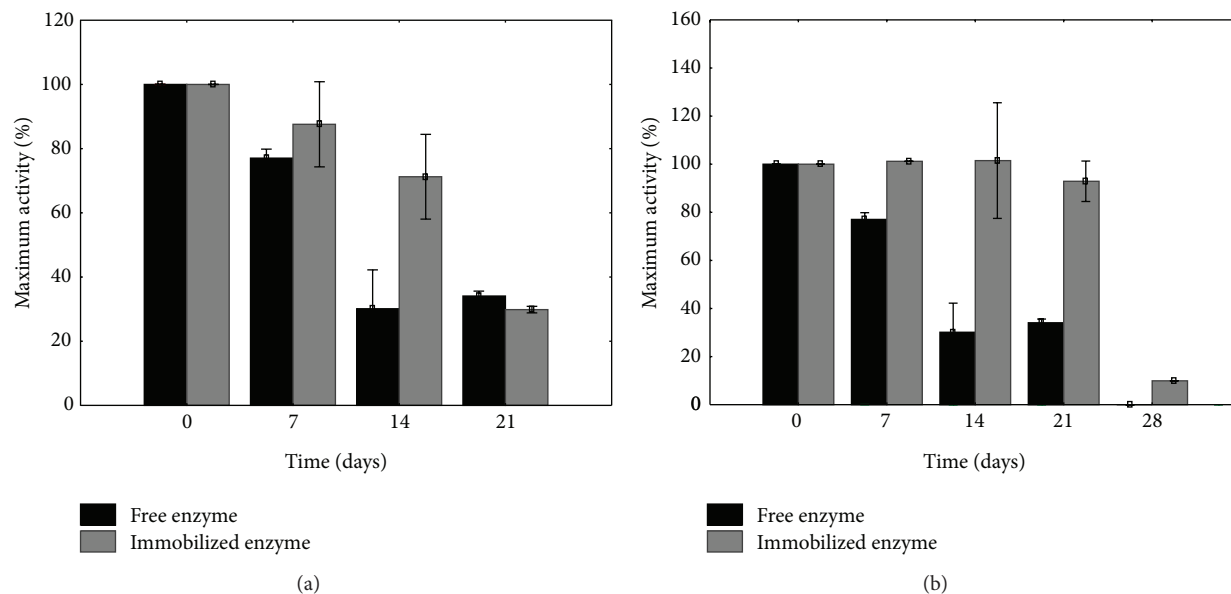 120
100
80
60
40
20
0
Maximum activity (%)
0 7 14 21
Time (days)
Free enzyme
Immobilized enzyme
(a)
160
140
120
100
80
60
40
20
0
Maximum activity (%)
0 7 14 21 28
Time (days)
Free enzyme
Immobilized enzyme
(b)